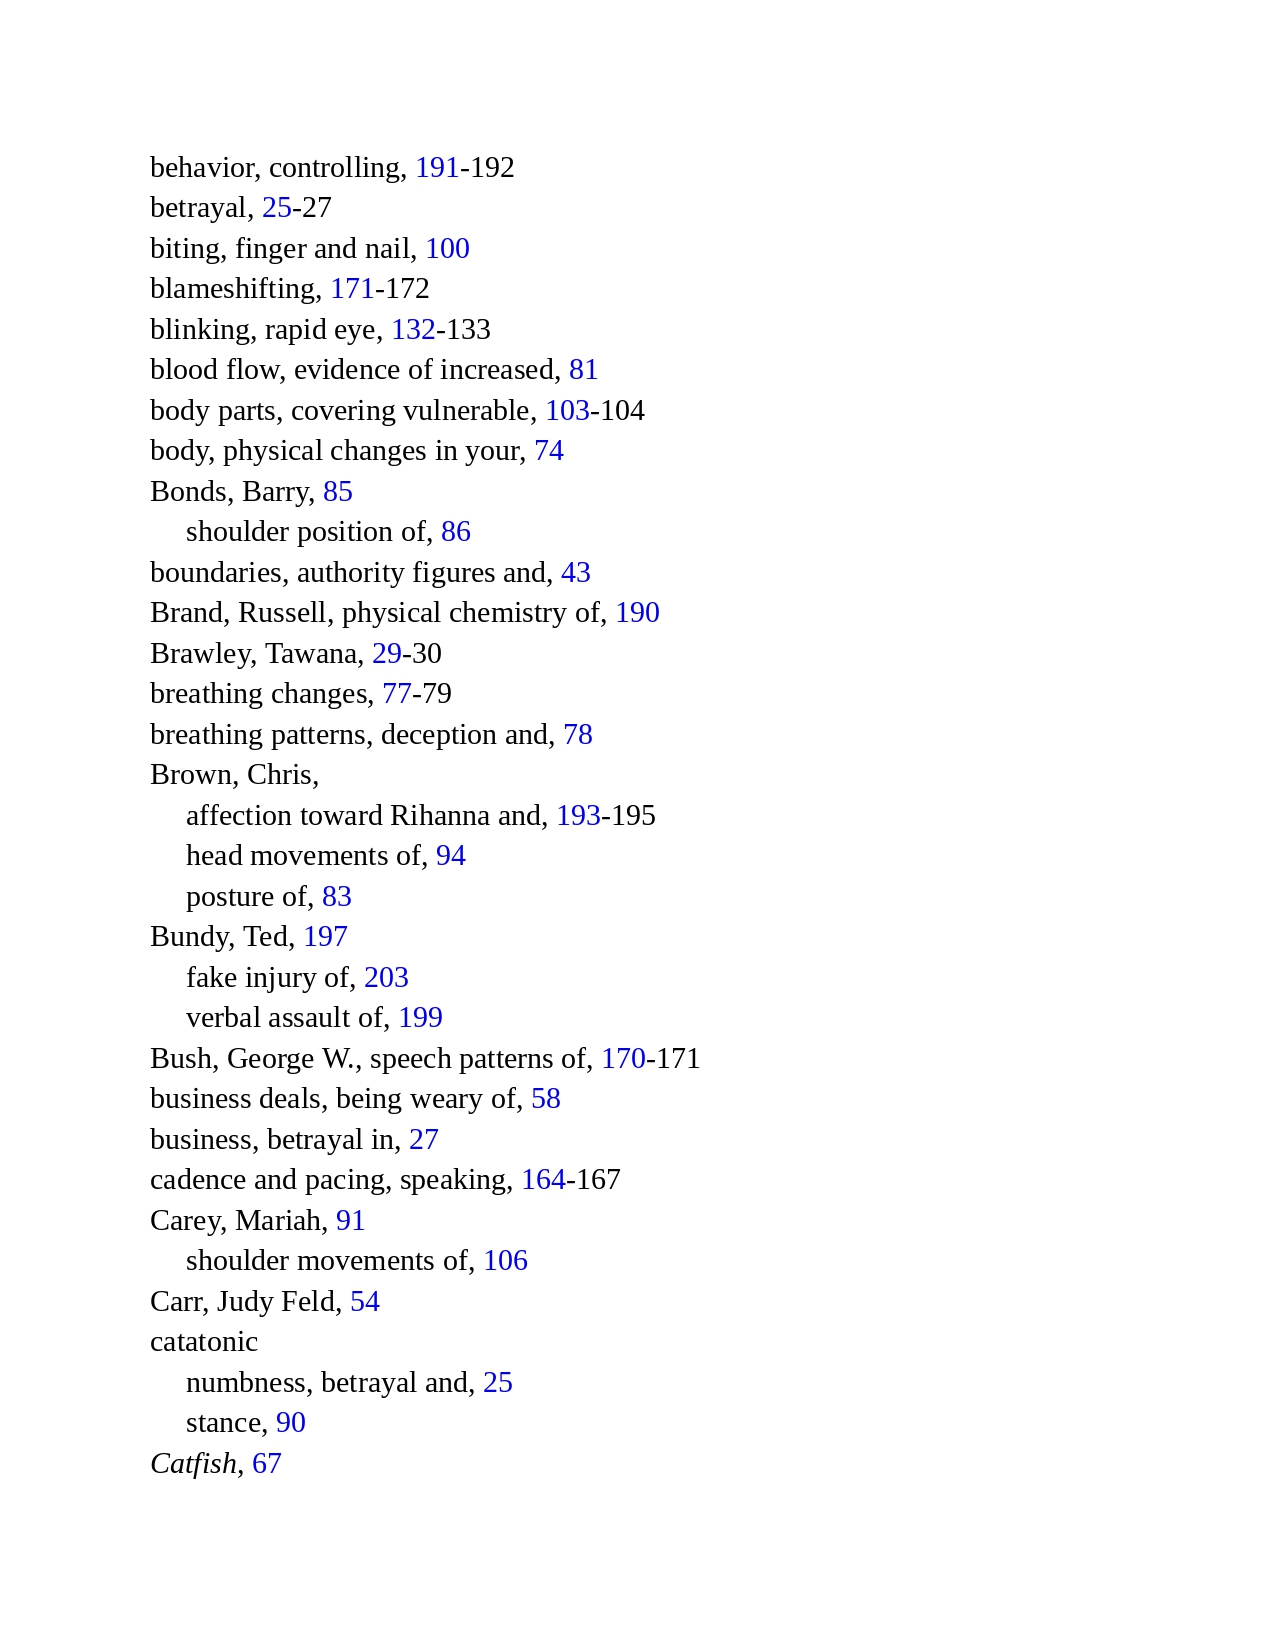 behavior, controlling, 191-192
betrayal, 25-27
biting, finger and nail, 100
blameshifting, 171-172
blinking, rapid eye, 132-133
blood flow, evidence of increased, 81
body parts, covering vulnerable, 103-104
body, physical changes in your, 74
Bonds, Barry, 85
shoulder position of, 86
boundaries, authority figures and, 43
Brand, Russell, physical chemistry of, 190
Brawley, Tawana, 29-30
breathing changes, 77-79
breathing patterns, deception and, 78
Brown, Chris,
affection toward Rihanna and, 193-195
head movements of, 94
posture of, 83
Bundy, Ted, 197
fake injury of, 203
verbal assault of, 199
Bush, George W., speech patterns of, 170-171
business deals, being weary of, 58
business, betrayal in, 27
cadence and pacing, speaking, 164-167
Carey, Mariah, 91
shoulder movements of, 106
Carr, Judy Feld, 54
catatonic
numbness, betrayal and, 25
stance, 90
Catfish, 67